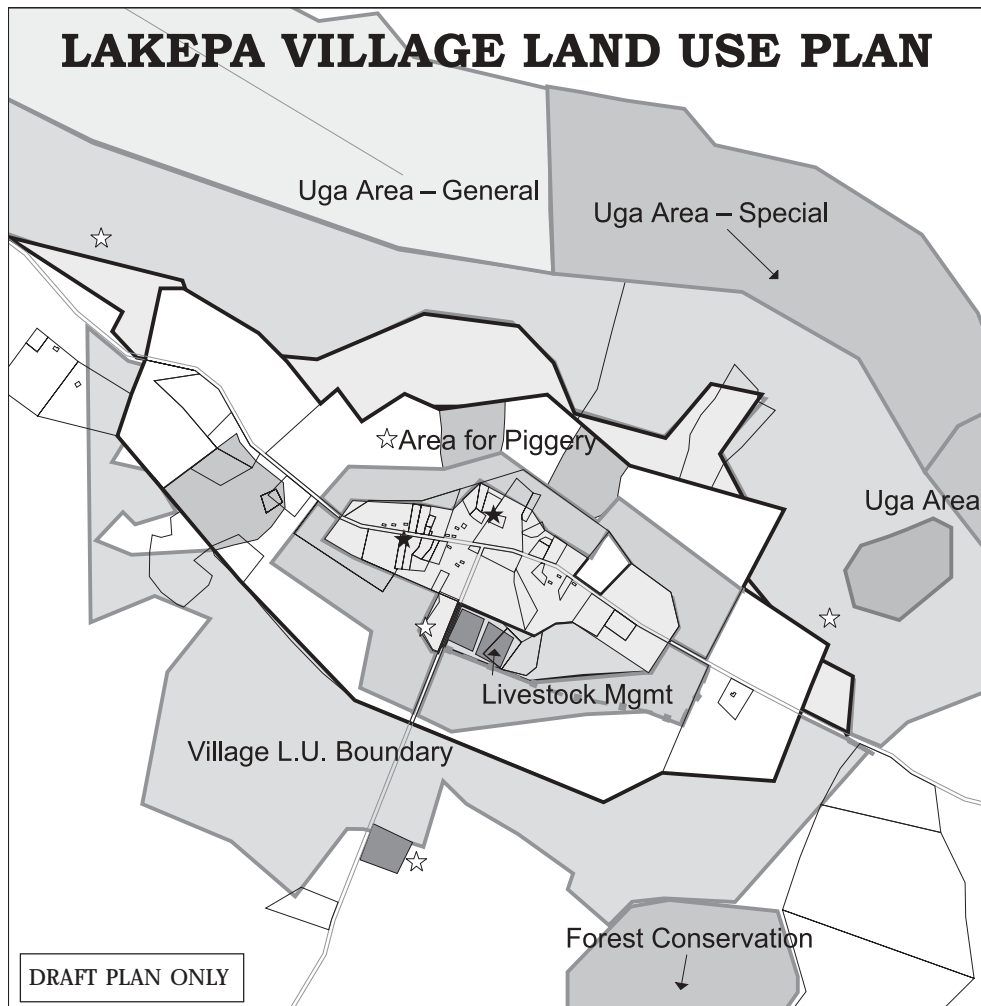 LAKEPA VILLAGE LAND USE PLAN
Uga Area – General
Uga Area – Special
Area for Piggery
Uga Area
Livestock Mgmt
Village L.U. Boundary
Forest Conservation
DRAFT PLAN ONLY